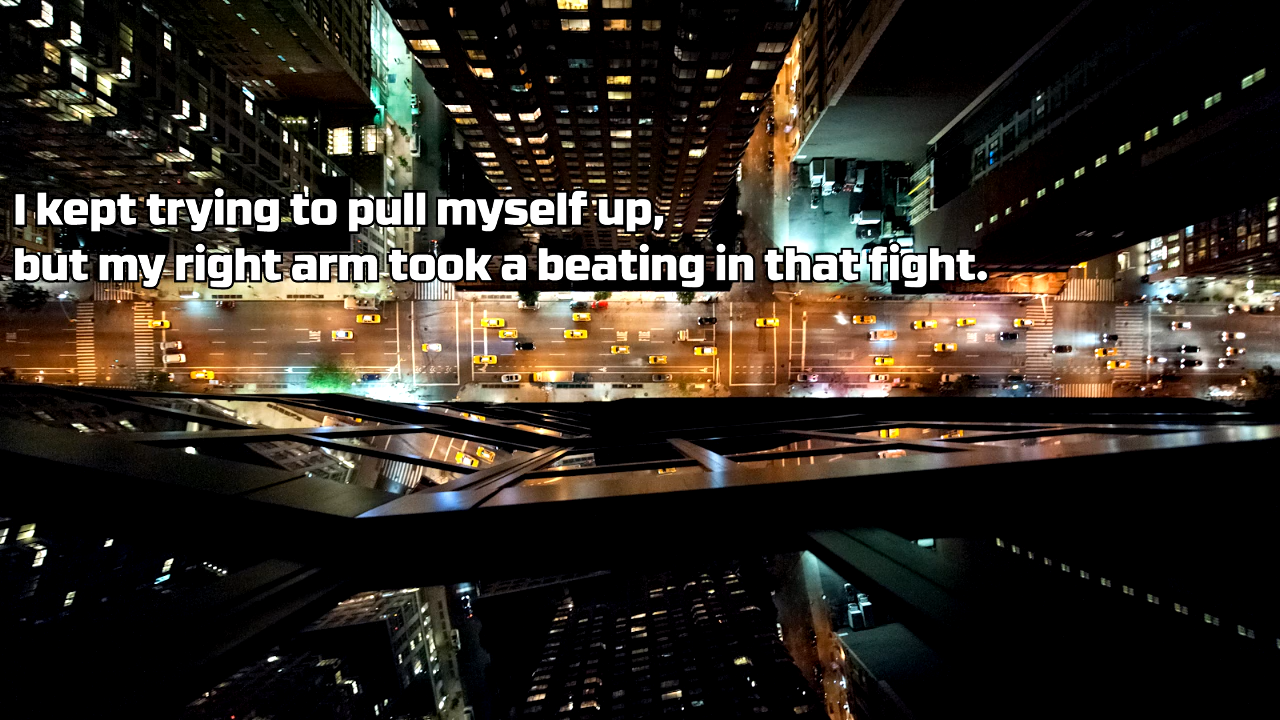 I kept trying to pull myself up,
but my right arm took a beating in that fight.